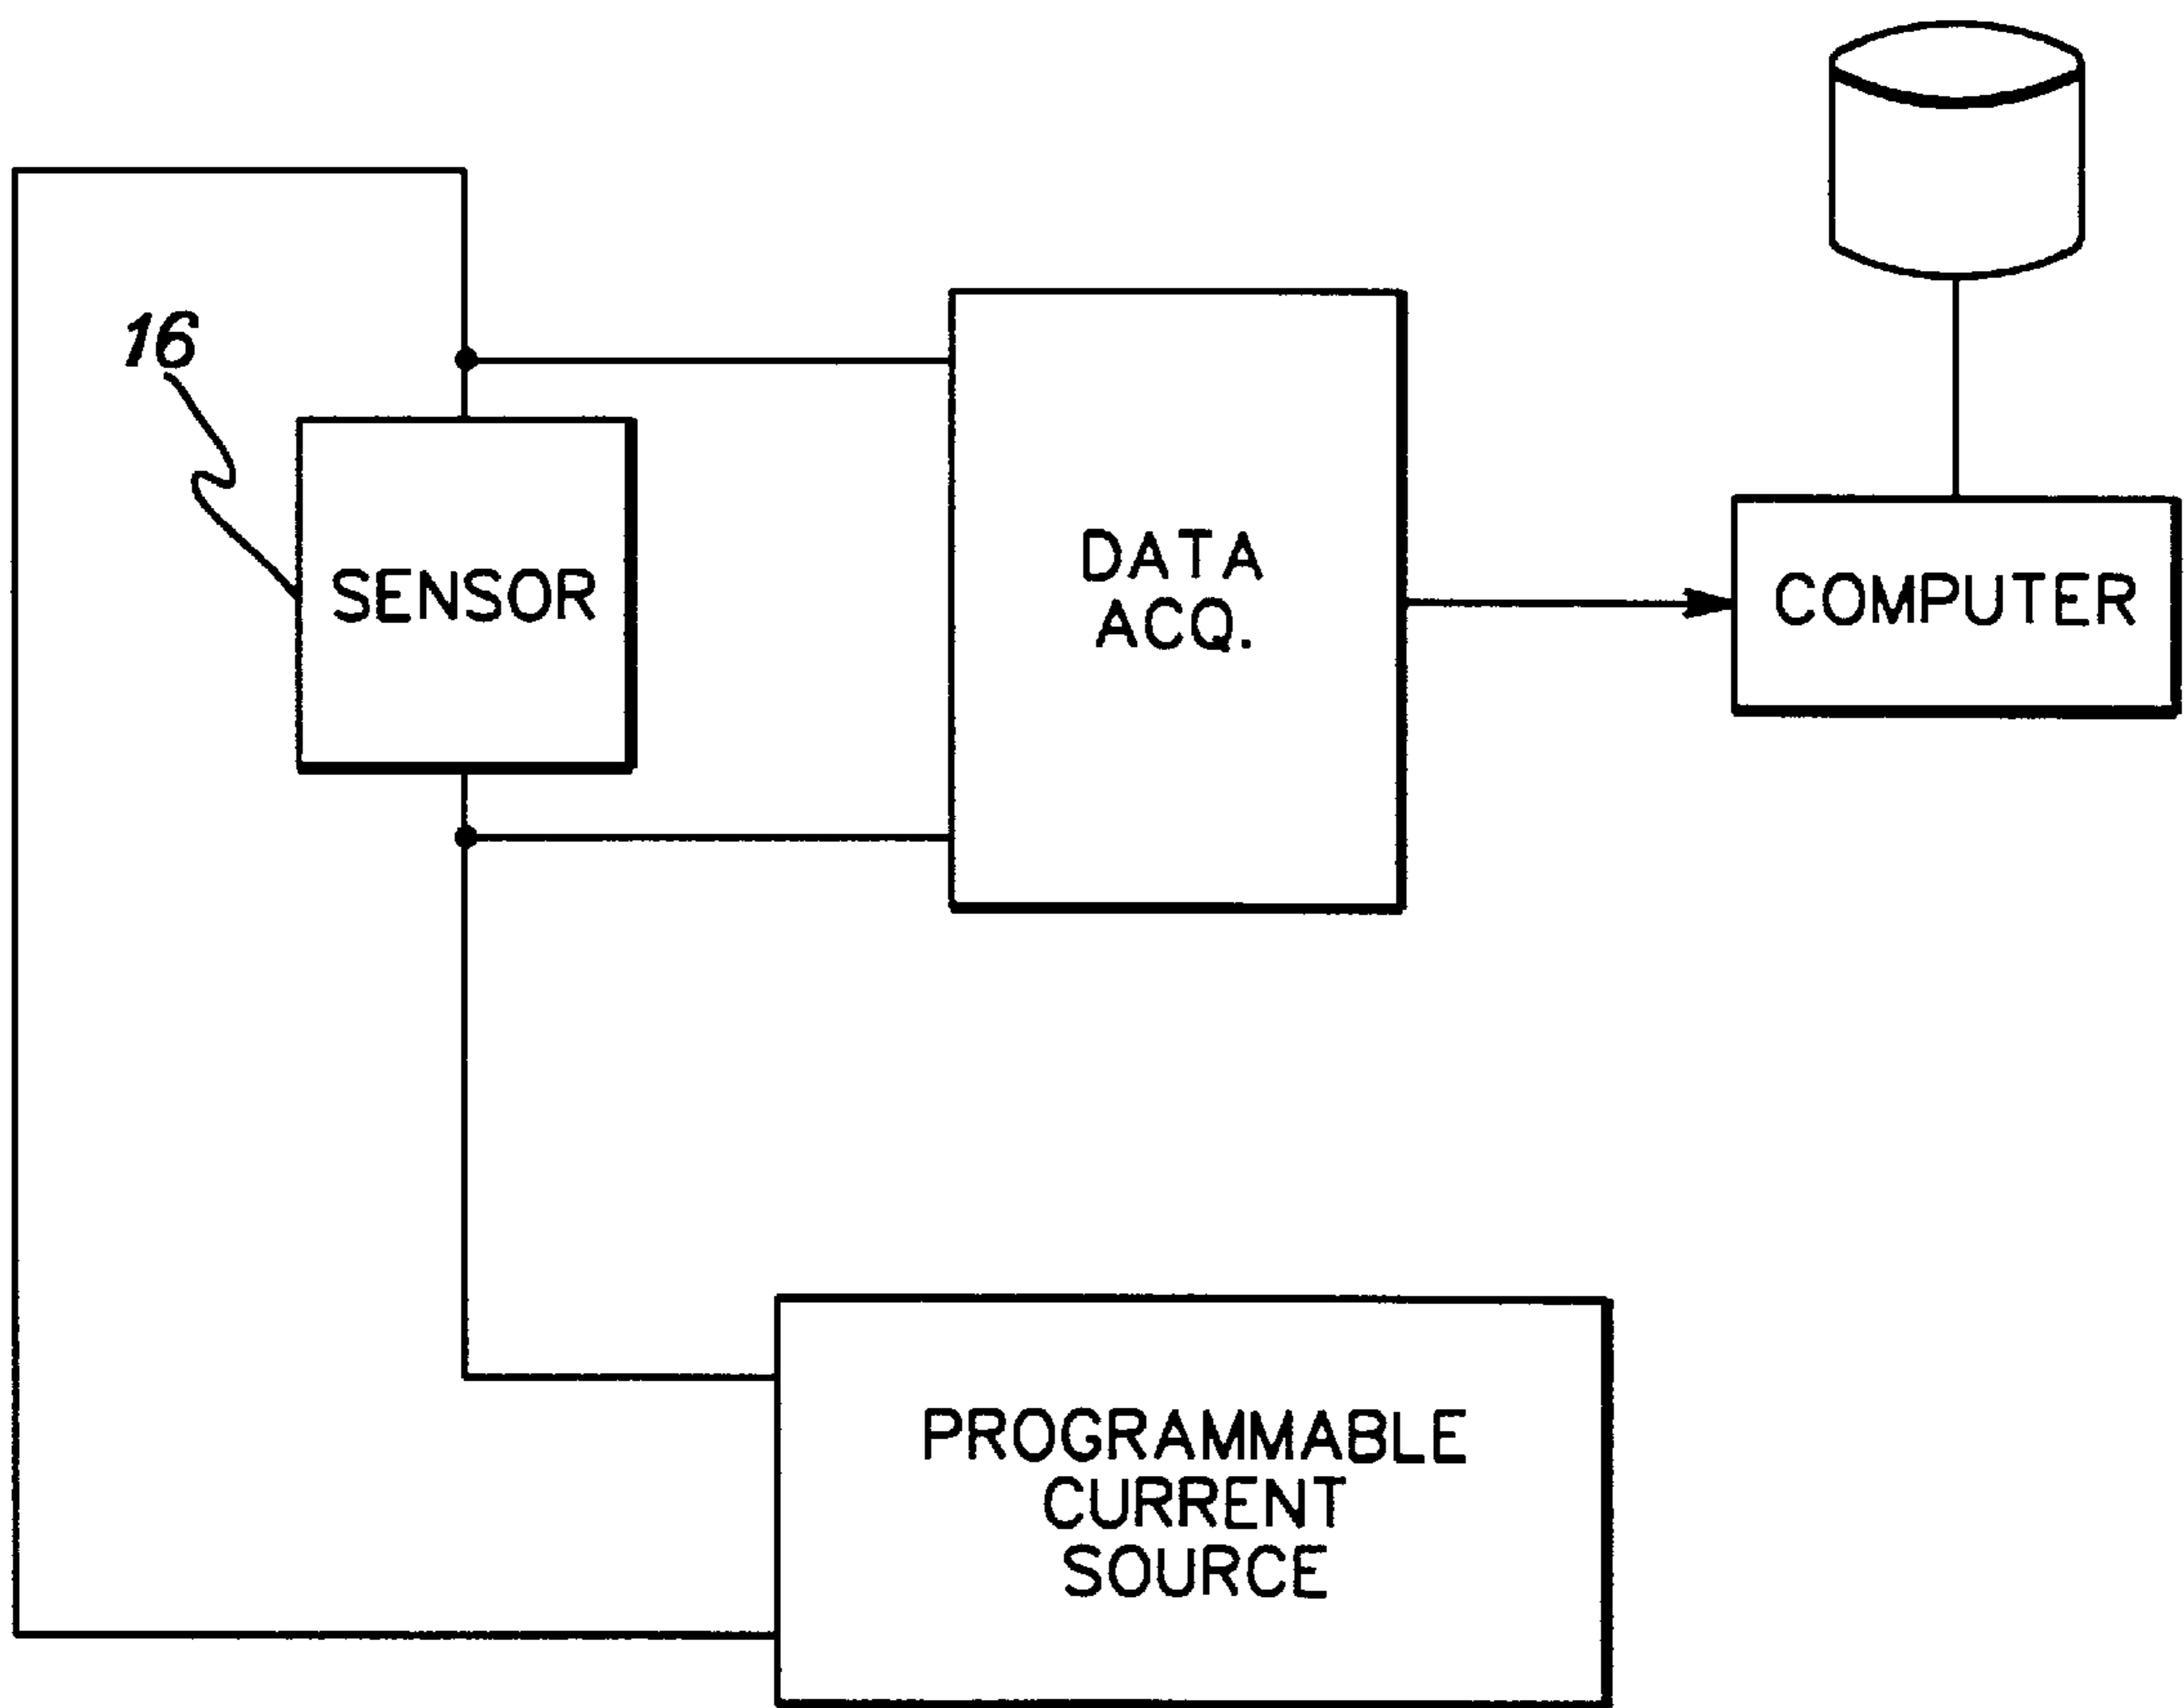 16
SENSOR
DATA
ACQ.
COMPUTER
PROGRAMMABLE
CURRENT
SOURCE